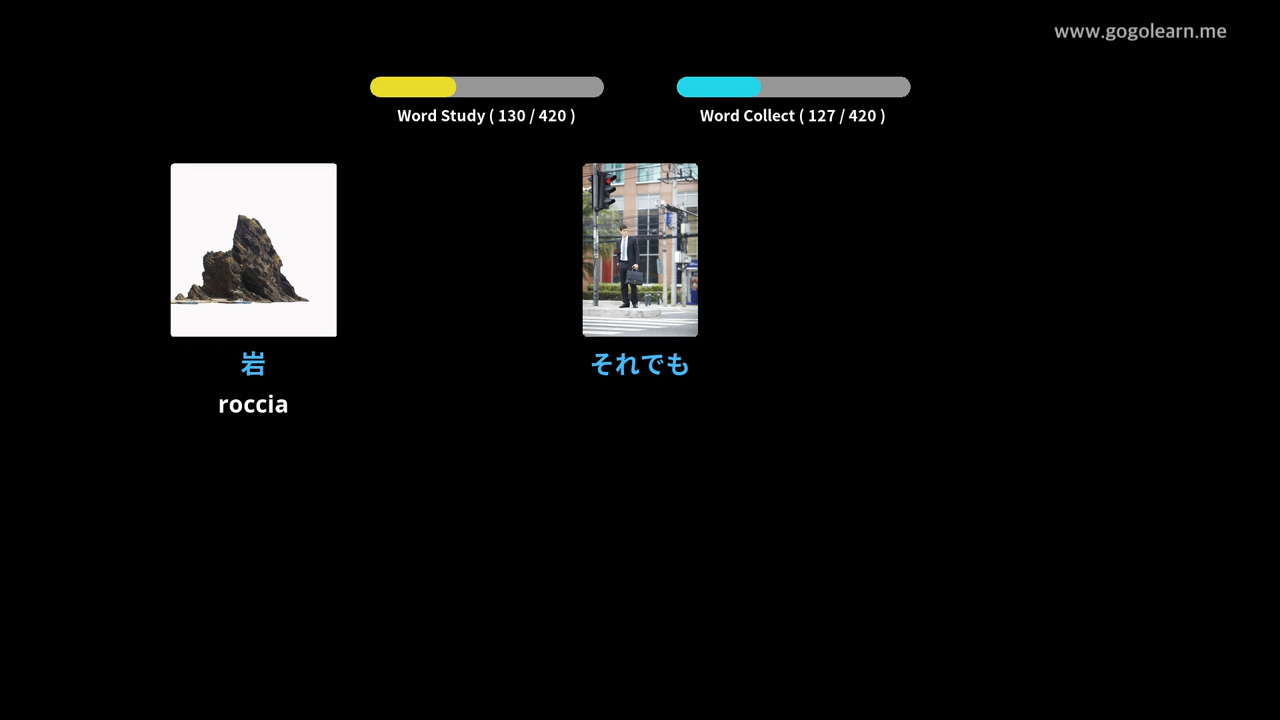 www.gogolearn.me
Word Study ( 130 / 420 )
Word Collect ( 127 / 420 )
岩
roccia
それでも